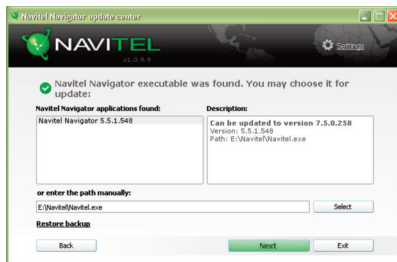 Navitel Navigator update center
NAVITEL
v1.0.9.9
Settings
Navitel Navigator executable was found. You may choose it for
update:
Navitel Navigator applications found:
Navitel Navigator 5.5.1.548
Description:
Can be updated to version 7.5.0.258
Version: 5.5.1.548
Path: E:\Navitel\Navitel.exe
or enter the path manually:
E:\Navitel\Navitel.exe
Select
Restore backup
Back
Next
Exit